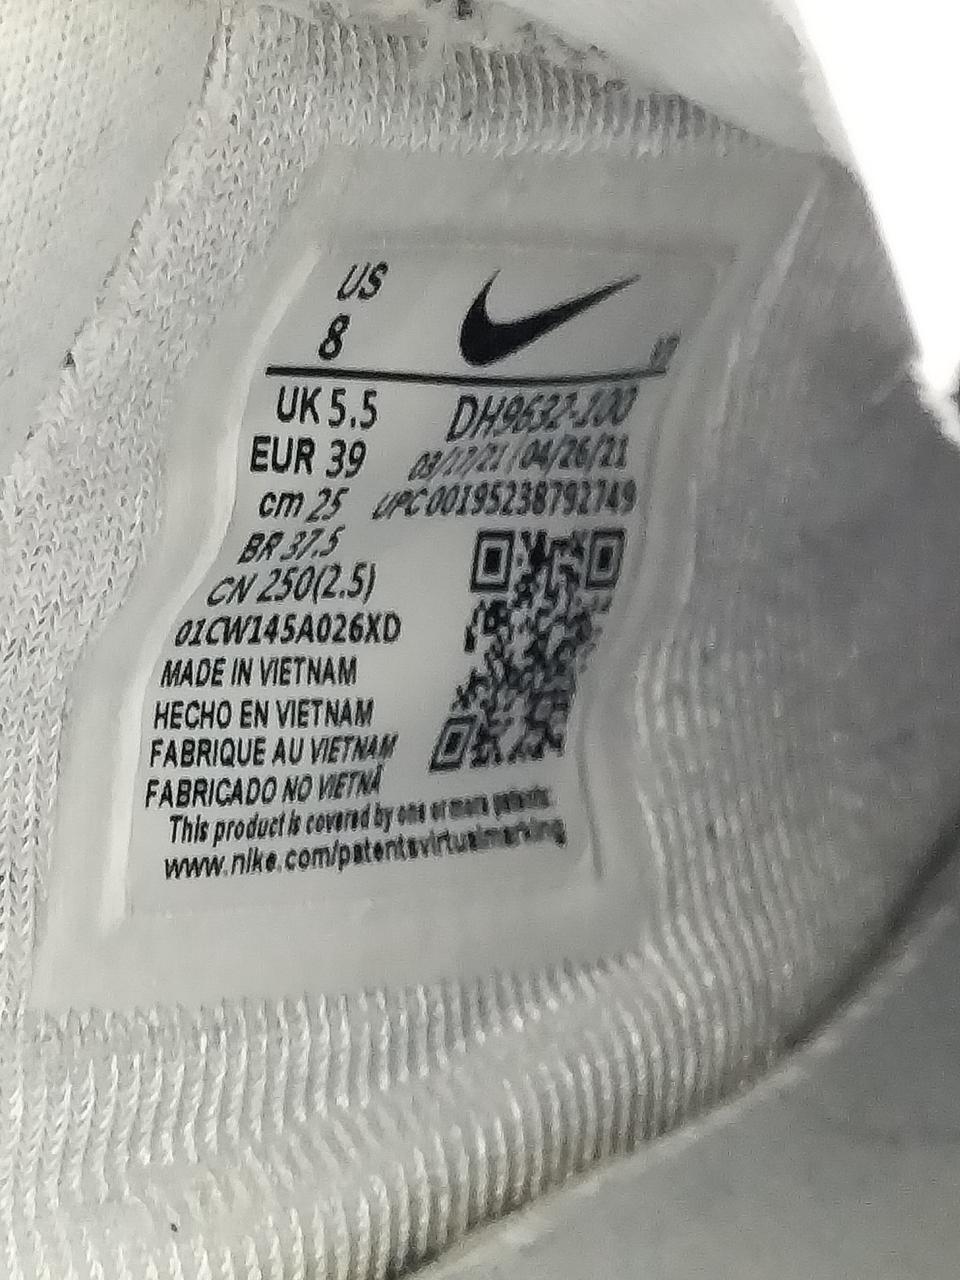 US
8
UK 5.5
DH9632-100
EUR 39
03/17/21 / 04/26/21
cm 25
UPC 00195238792749
BR 37.5
CN 250(2.5)
01CW145A026XD
MADE IN VIETNAM
HECHO EN VIETNAM
FABRIQUE AU VIETNAM
FABRICADO NO VIETNÃ
This product is covered by one or more patents:
www.nike.com/patentsvirtualmarking